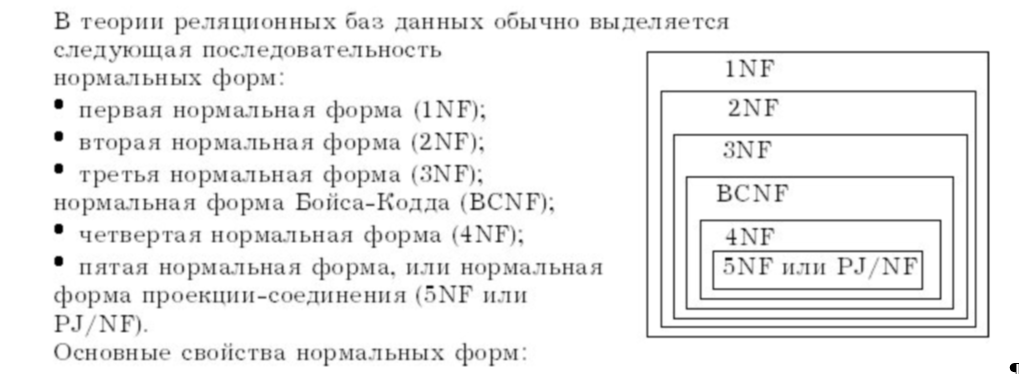 В теории реляционных баз данных обычно выделяется
следующая последовательность
нормальных форм:
• первая нормальная форма (1NF);
• вторая нормальная форма (2NF);
• третья нормальная форма (3NF);
нормальная форма Бойса-Кодда (BCNF);
• четвертая нормальная форма (4NF);
• пятая нормальная форма, или нормальная
форма проекции-соединения (5NF или
PJ/NF).
Основные свойства нормальных форм:
1NF
2NF
3NF
BCNF
4NF
5NF или PJ/NF
¶